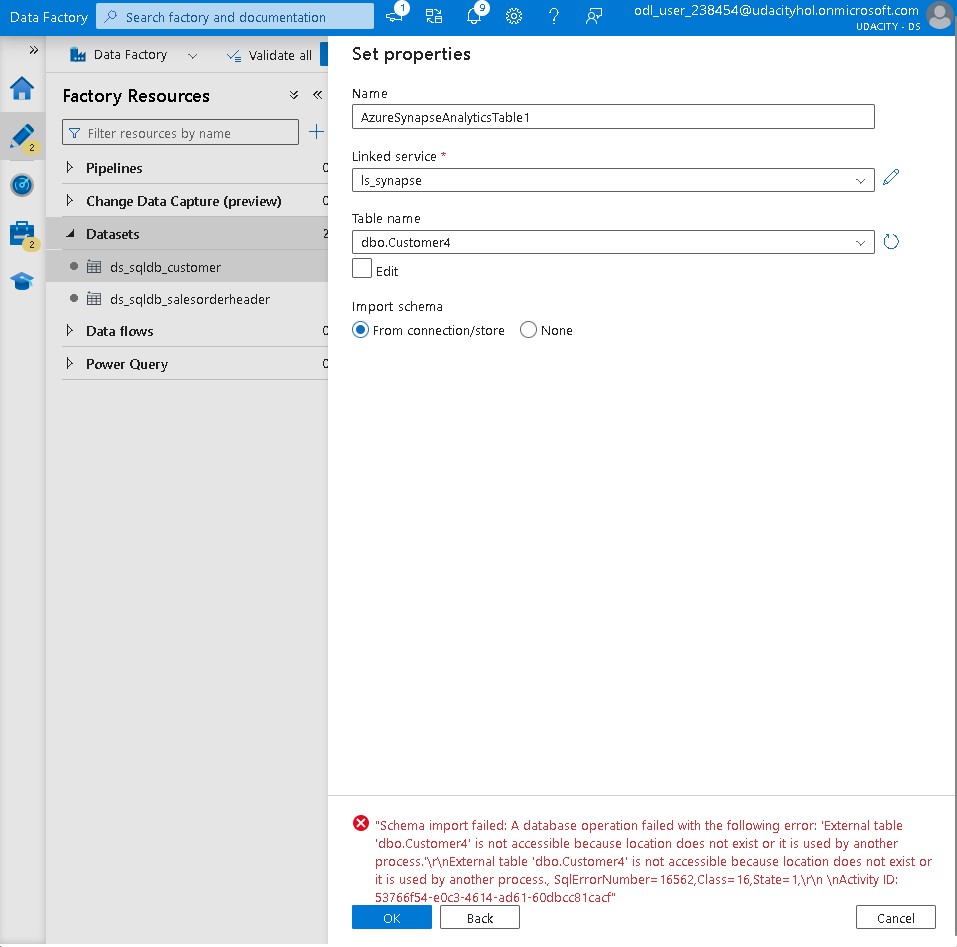 Data Factory
Search factory and documentation
1
9
odl_user_238454@udacityhol.onmicrosoft.com
UDACITY - DS
»
Data Factory
Validate all
2
2
Factory Resources
«
Filter resources by name
Pipelines 0
Change Data Capture (preview) 0
Datasets 2
ds_sqldb_customer
ds_sqldb_salesorderheader
Data flows 0
Power Query 0
Set properties
Name
AzureSynapseAnalyticsTable1
Linked service *
ls_synapse
Table name
dbo.Customer4
Edit
Import schema
From connection/store None
"Schema import failed: A database operation failed with the following error: 'External table
'dbo.Customer4' is not accessible because location does not exist or it is used by another
process.'\r\nExternal table 'dbo.Customer4' is not accessible because location does not exist or
it is used by another process., SqlErrorNumber=16562,Class=16,State=1,\r\n \nActivity ID:
53766f54-e0c3-4614-ad61-60dbcc81cacf"
OK Back Cancel